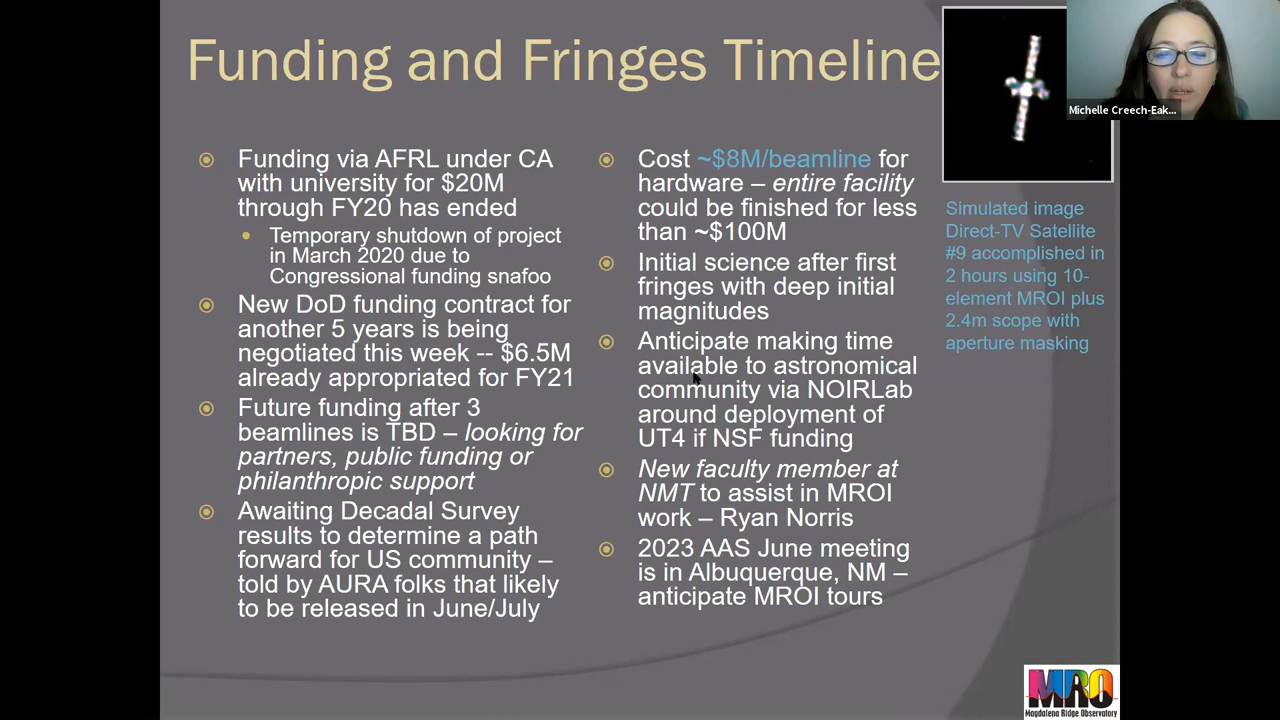 Funding and Fringes Timeline
Michelle Creech-Eak...
Funding via AFRL under CA
with university for $20M
through FY20 has ended
Temporary shutdown of project
in March 2020 due to
Congressional funding snafoo
New DoD funding contract for
another 5 years is being
negotiated this week -- $6.5M
already appropriated for FY21
Future funding after 3
beamlines is TBD – looking for
partners, public funding or
philanthropic support
Awaiting Decadal Survey
results to determine a path
forward for US community –
told by AURA folks that likely
to be released in June/July
Cost ~$8M/beamline for
hardware – entire facility
could be finished for less
than ~$100M
Initial science after first
fringes with deep initial
magnitudes
Anticipate making time
available to astronomical
community via NOIRLab
around deployment of
UT4 if NSF funding
New faculty member at
NMT to assist in MROI
work – Ryan Norris
2023 AAS June meeting
is in Albuquerque, NM –
anticipate MROI tours
Simulated image
Direct-TV Satellite
#9 accomplished in
2 hours using 10-
element MROI plus
2.4m scope with
aperture masking
MRO
Magdalena Ridge Observatory